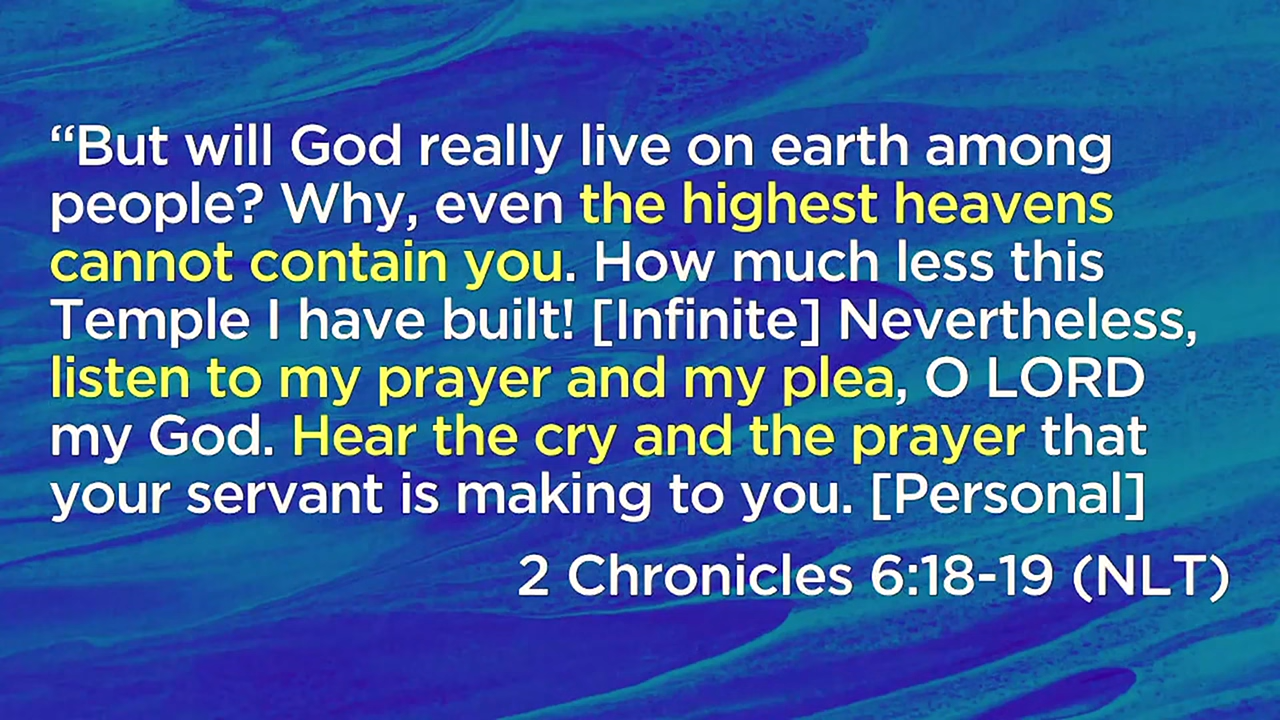 “But will God really live on earth among
people? Why, even the highest heavens
cannot contain you. How much less this
Temple I have built! [Infinite] Nevertheless,
listen to my prayer and my plea, O LORD
my God. Hear the cry and the prayer that
your servant is making to you. [Personal]
2 Chronicles 6:18-19 (NLT)